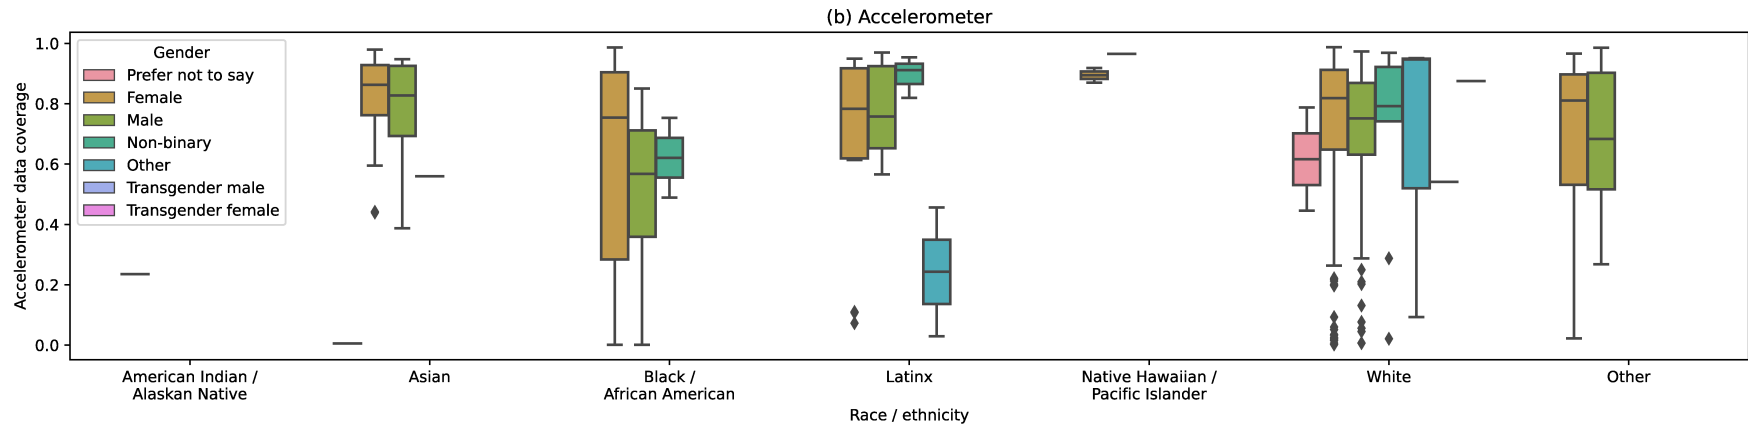 (b) Accelerometer
Accelerometer data coverage
1.0
0.8
0.6
0.4
0.2
0.0
Gender
Prefer not to say
Female
Male
Non-binary
Other
Transgender male
Transgender female
American Indian /
Alaskan Native
Asian
Black /
African American
Latinx
Native Hawaiian /
Pacific Islander
White
Other
Race / ethnicity